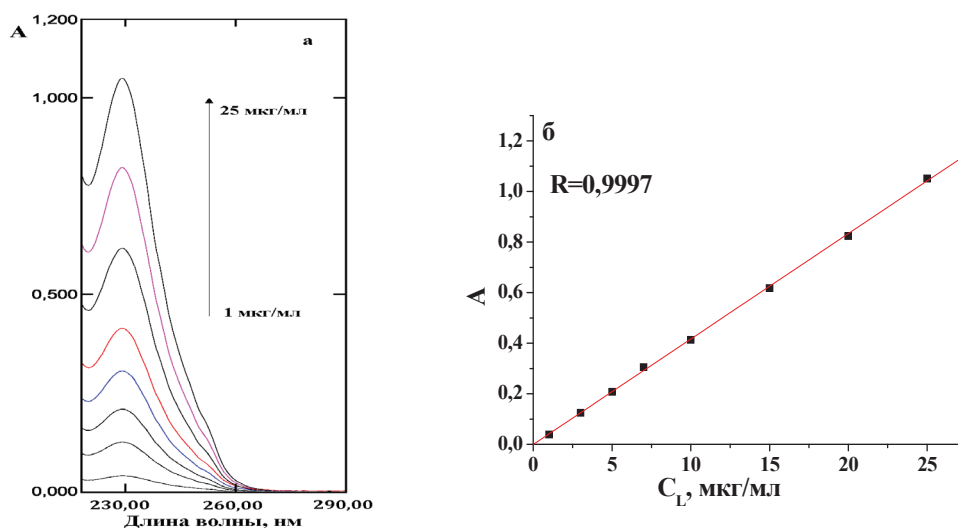 А
1,200
а
1,000
25 мкг/мл
0,500
1 мкг/мл
0,000
230,00 260,00 290,00
Длина волны, нм
б
1,2
R=0,9997
1,0
0,8
А
0,6
0,4
0,2
0,0
0 5 10 15 20 25
C_L, мкг/мл